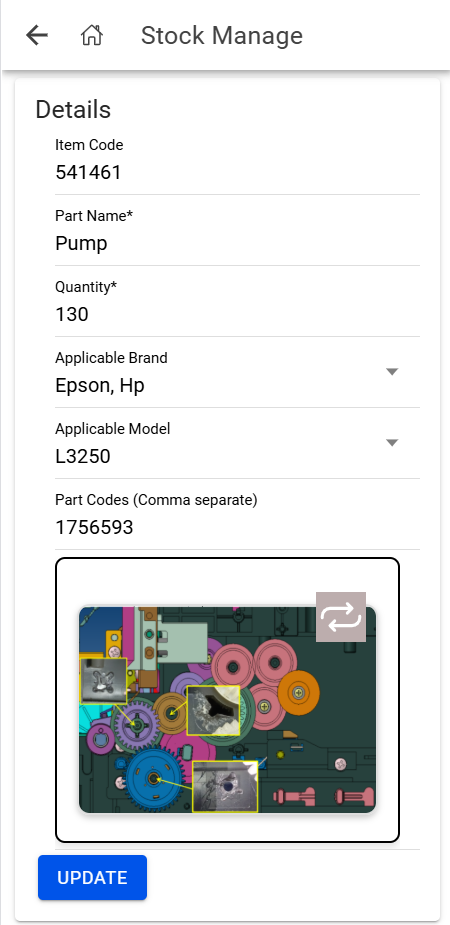 Stock Manage
Details
Item Code
541461
Part Name*
Pump
Quantity*
130
Applicable Brand
Epson, Hp
Applicable Model
L3250
Part Codes (Comma separate)
1756593
UPDATE